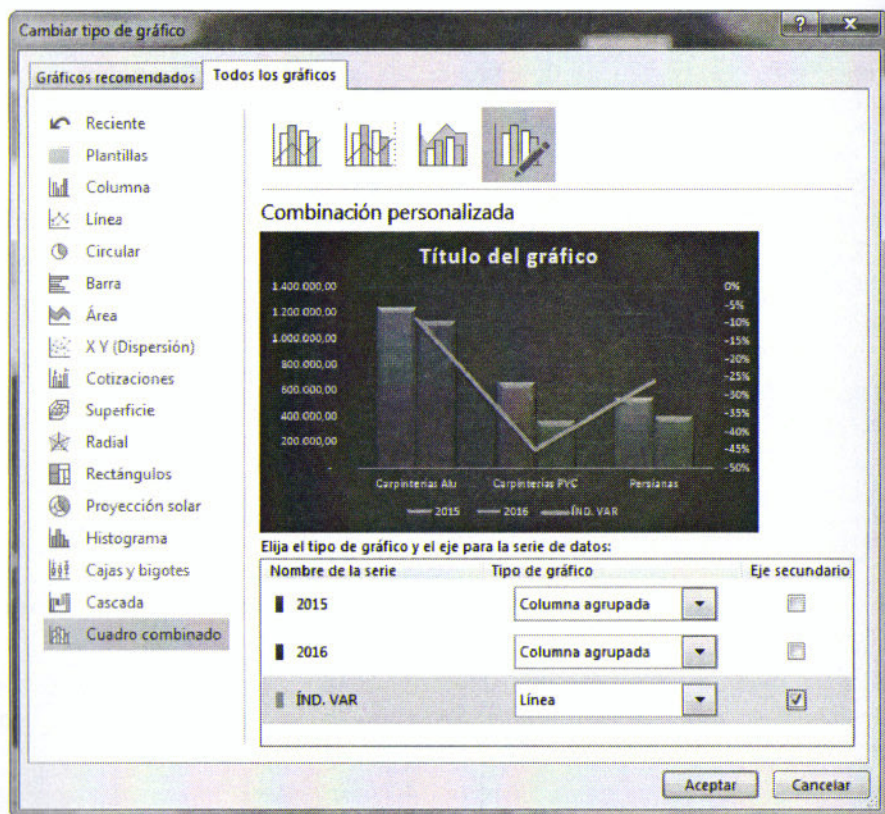 Cambiar tipo de gráfico
Gráficos recomendados
Todos los gráficos
Reciente
Plantillas
Columna
Línea
Circular
Barra
Área
X Y (Dispersión)
Cotizaciones
Superficie
Radial
Rectángulos
Proyección solar
Histograma
Cajas y bigotes
Cascada
Cuadro combinado
Combinación personalizada
Título del gráfico
1.400.000,00
1.200.000,00
1.000.000,00
800.000,00
600.000,00
400.000,00
200.000,00
-
0%
-5%
-10%
-15%
-20%
-25%
-30%
-35%
-40%
-45%
-50%
Carpinterías Alu
Carpinterías PVC
Persianas
2015
2016
ÍND. VAR
Elija el tipo de gráfico y el eje para la serie de datos:
Nombre de la serie
Tipo de gráfico
Eje secundario
2015
Columna agrupada
2016
Columna agrupada
ÍND. VAR
Línea
Aceptar
Cancelar